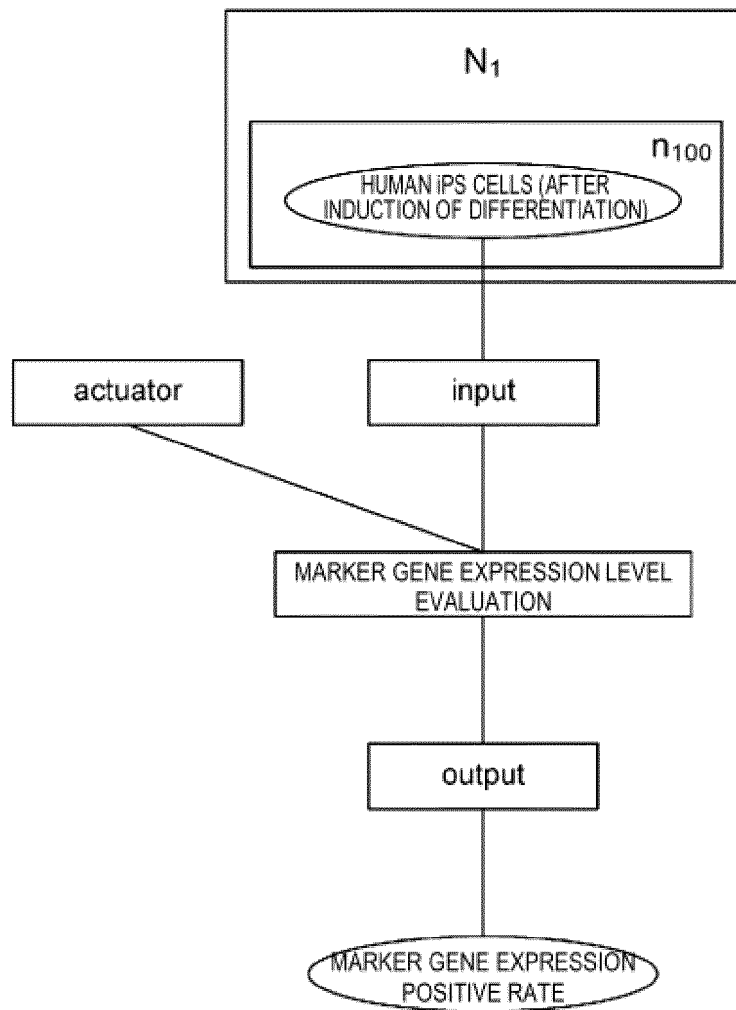 N₁
n₁₀₀
HUMAN iPS CELLS (AFTER
INDUCTION OF DIFFERENTIATION)
actuator
input
MARKER GENE EXPRESSION LEVEL
EVALUATION
output
MARKER GENE EXPRESSION
POSITIVE RATE